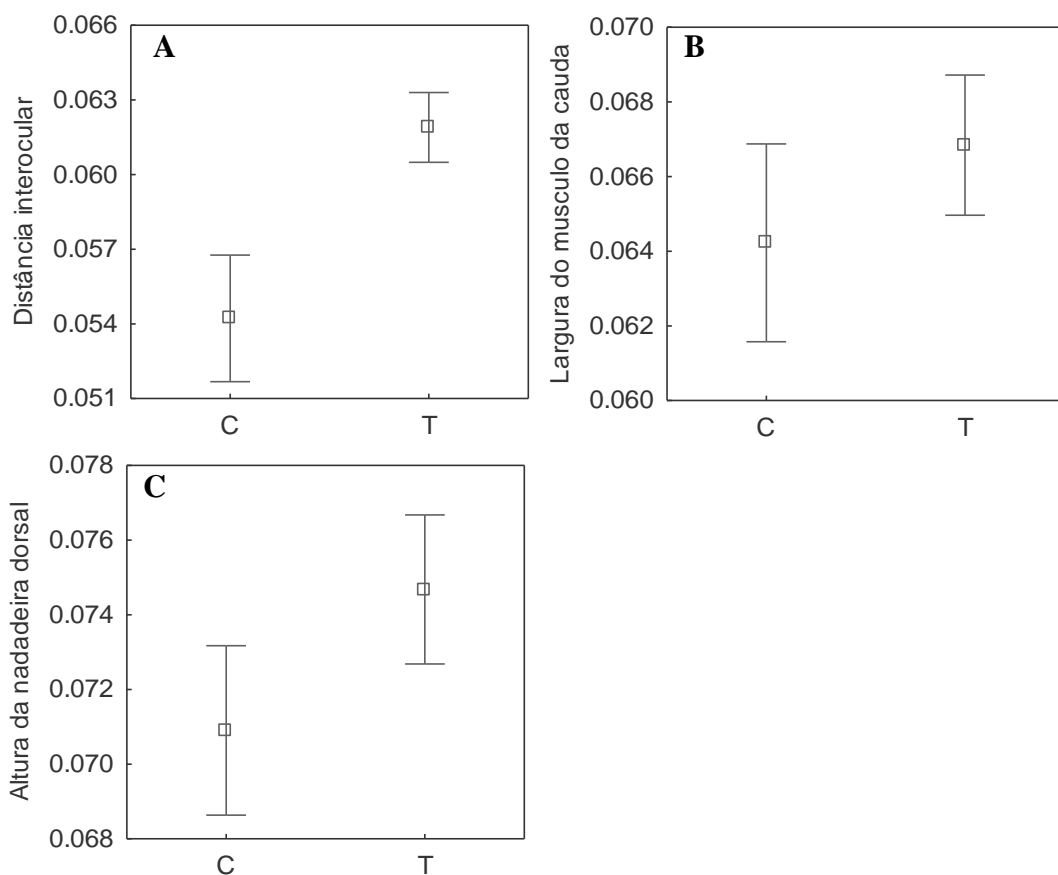 A
Distância interocular
0.066
0.063
0.060
0.057
0.054
0.051
C
T
B
Largura do musculo da cauda
0.070
0.068
0.066
0.064
0.062
0.060
C
T
C
Altura da nadadeira dorsal
0.078
0.076
0.074
0.072
0.070
0.068
C
T